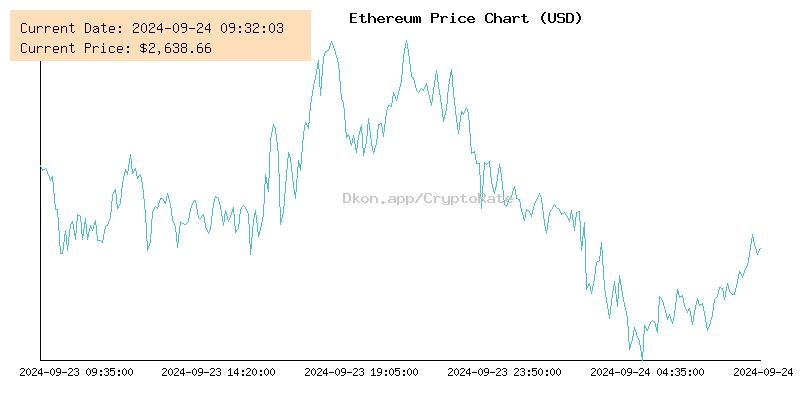 Ethereum Price Chart (USD)
Current Date: 2024-09-24 09:32:03
Current Price: $2,638.66
Dkon.app/CryptoRate
2024-09-23 09:35:00 2024-09-23 14:20:00 2024-09-23 19:05:00 2024-09-23 23:50:00 2024-09-24 04:35:00 2024-09-24